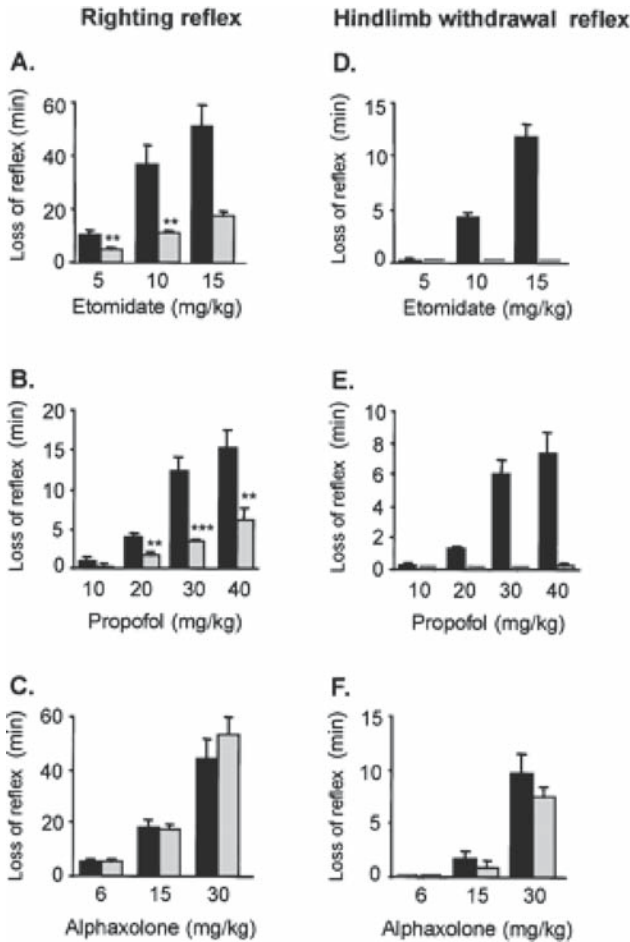 Righting reflex
Hindlimb withdrawal reflex
A.
Loss of reflex (min)
60
40
20
0
**
**
5 10 15
Etomidate (mg/kg)
D.
Loss of reflex (min)
15
10
5
0
5 10 15
Etomidate (mg/kg)
B.
Loss of reflex (min)
20
15
10
5
0
**
***
**
10 20 30 40
Propofol (mg/kg)
E.
Loss of reflex (min)
10
8
6
4
2
0
10 20 30 40
Propofol (mg/kg)
C.
Loss of reflex (min)
60
40
20
0
6 15 30
Alphaxolone (mg/kg)
F.
Loss of reflex (min)
15
10
5
0
6 15 30
Alphaxolone (mg/kg)